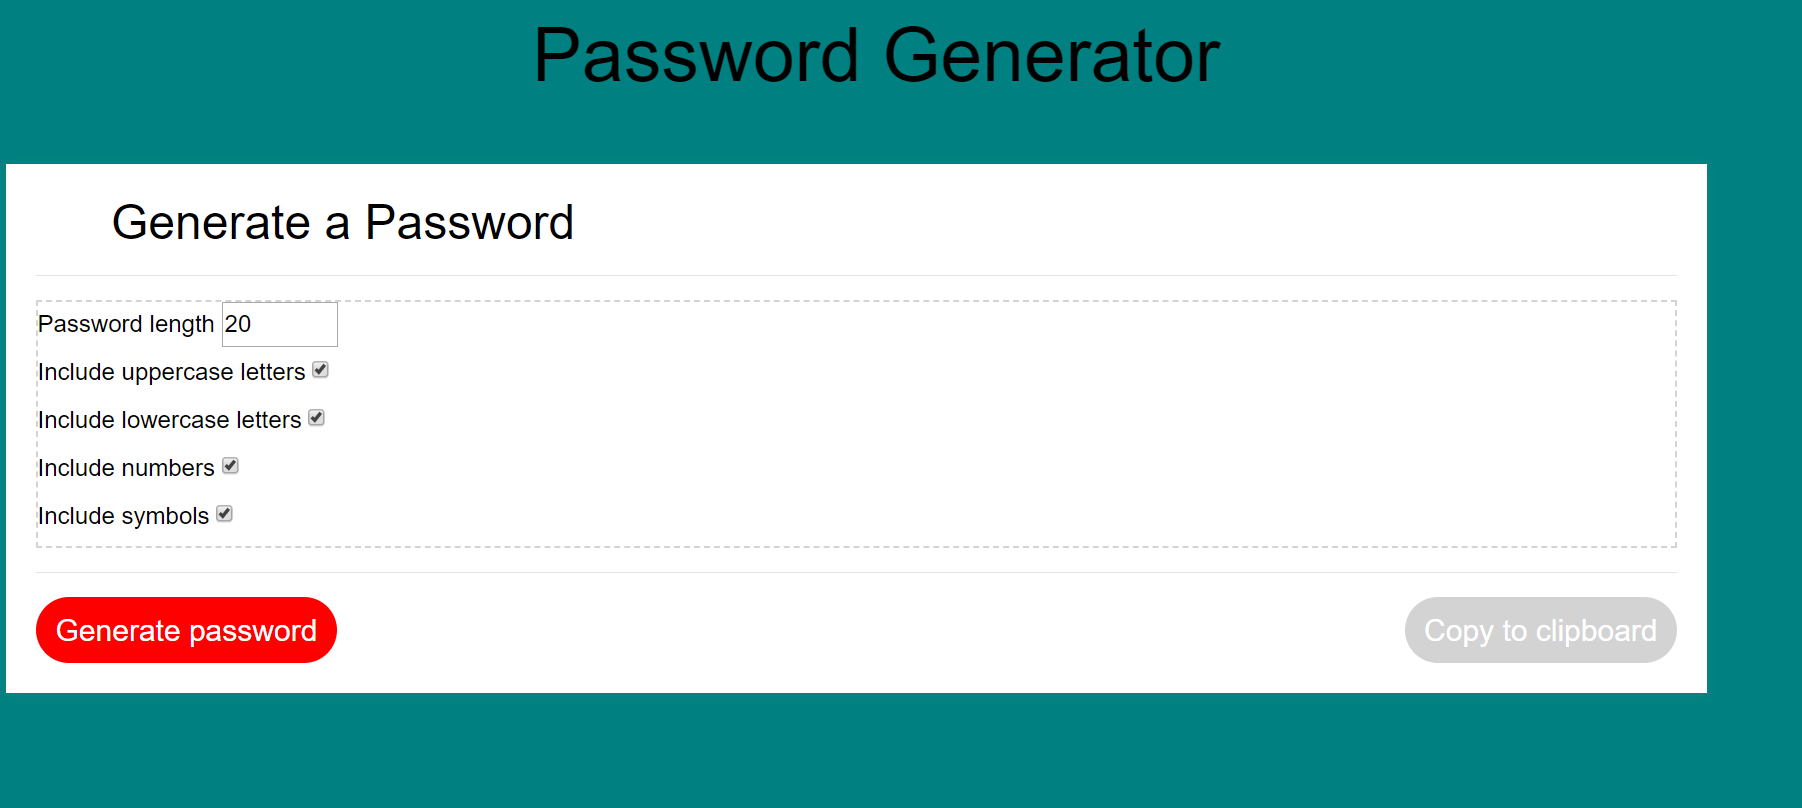 Password Generator
Generate a Password
Password length 20
Include uppercase letters
Include lowercase letters
Include numbers
Include symbols
Generate password
Copy to clipboard